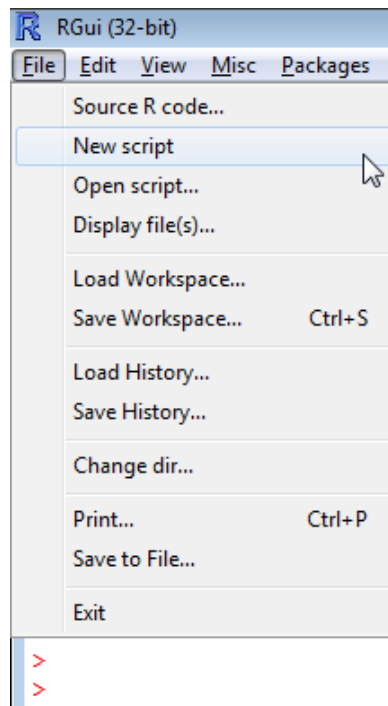 R RGui (32-bit)
File Edit View Misc Packages
Source R code...
New script
Open script...
Display file(s)...
Load Workspace...
Save Workspace... Ctrl+S
Load History...
Save History...
Change dir...
Print... Ctrl+P
Save to File...
Exit
>
>